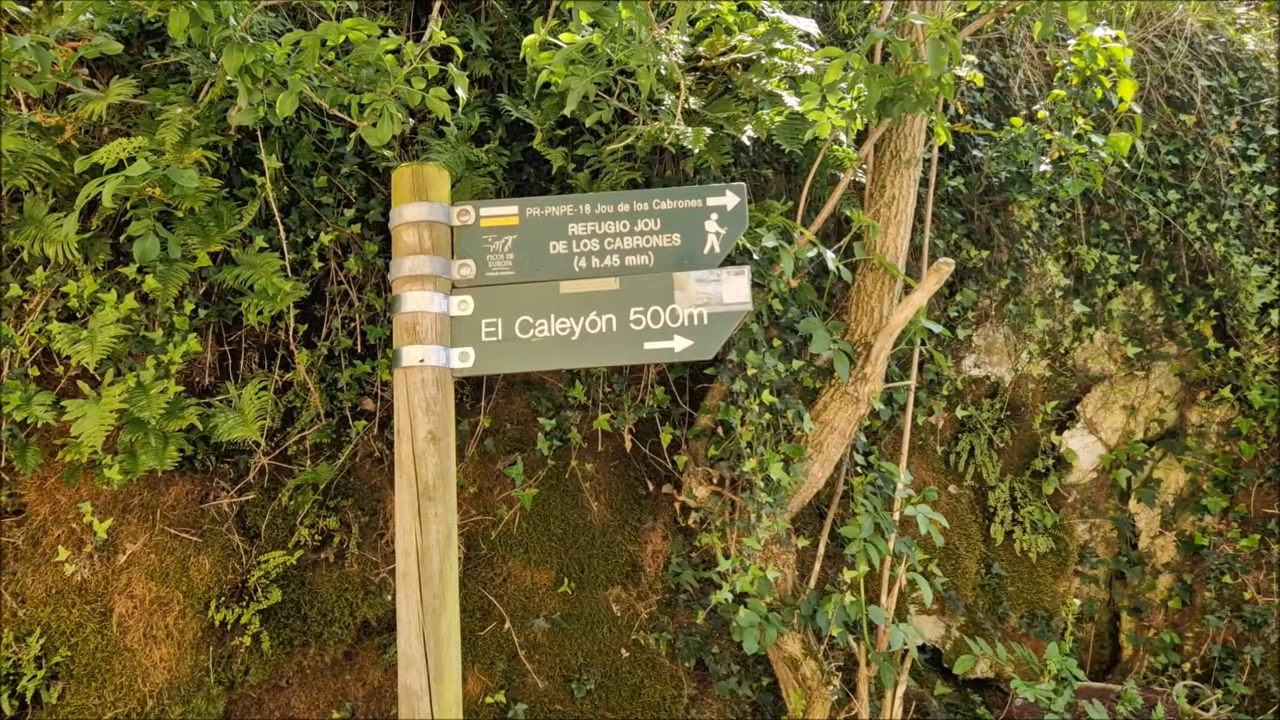 PR-PNPE-18 Jou de los Cabrones
REFUGIO JOU
DE LOS CABRONES
(4 h.45 min)
PICOS DE
EUROPA
El Caleyón 500m